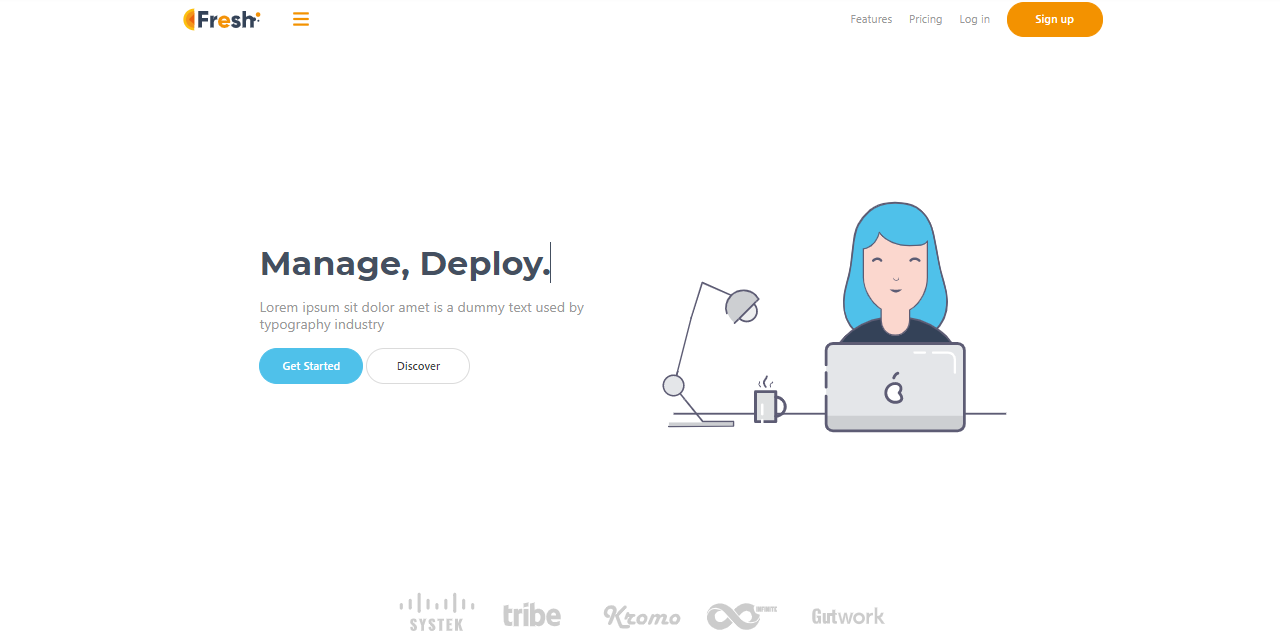 Fresh
Features Pricing Log in Sign up
Manage, Deploy.
Lorem ipsum sit dolor amet is a dummy text used by
typography industry
Get Started Discover
SYSTEK tribe Kromo INFINITE Gutwork